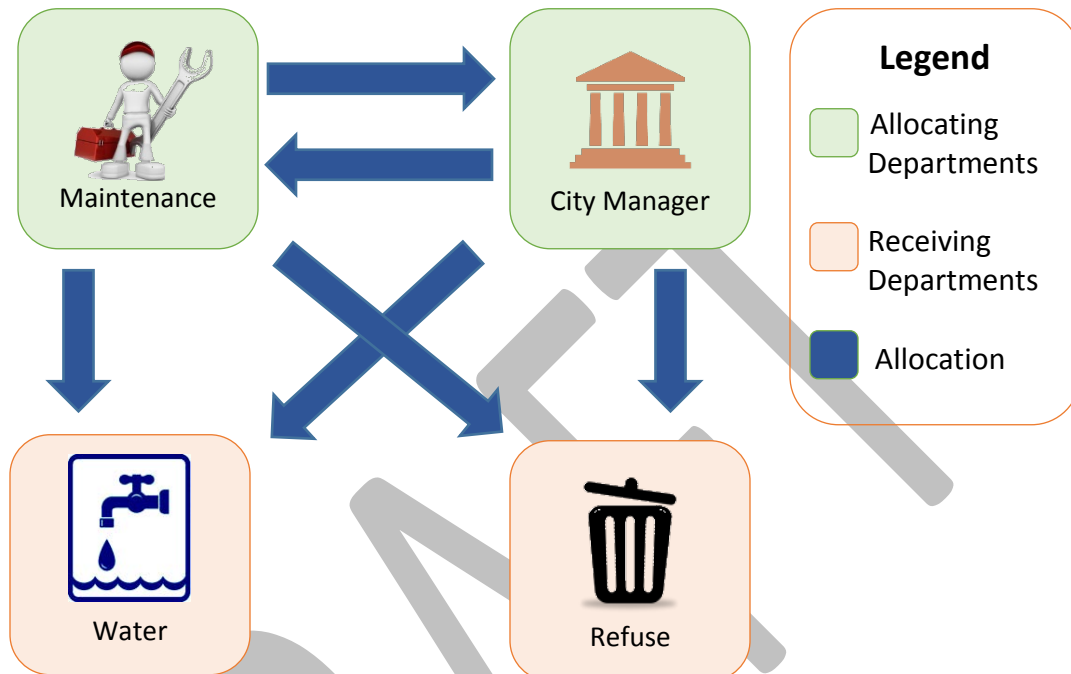 Maintenance
City Manager
Legend
Allocating
Departments
Receiving
Departments
Allocation
Water
Refuse